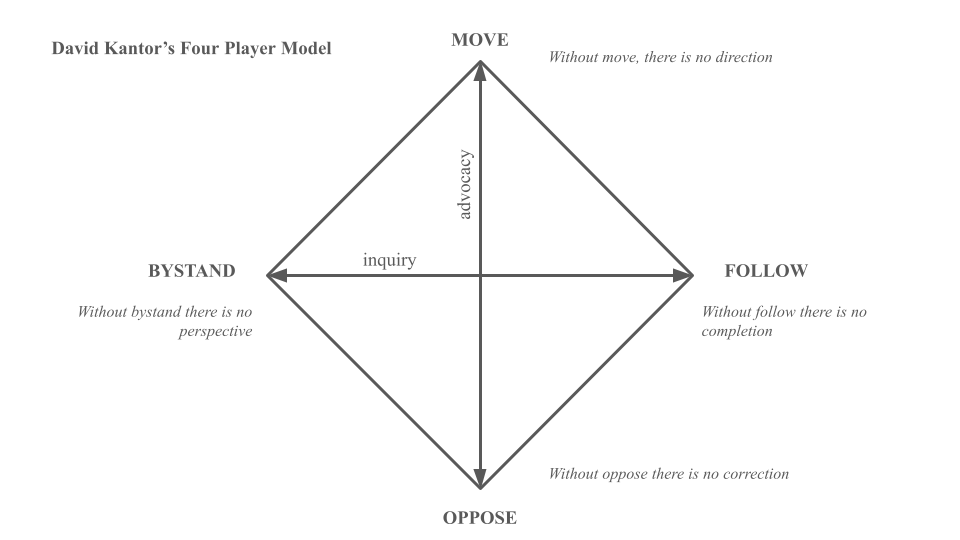 David Kantor’s Four Player Model
MOVE
Without move, there is no direction
advocacy
inquiry
BYSTAND
FOLLOW
Without bystand there is no
perspective
Without follow there is no
completion
Without oppose there is no correction
OPPOSE